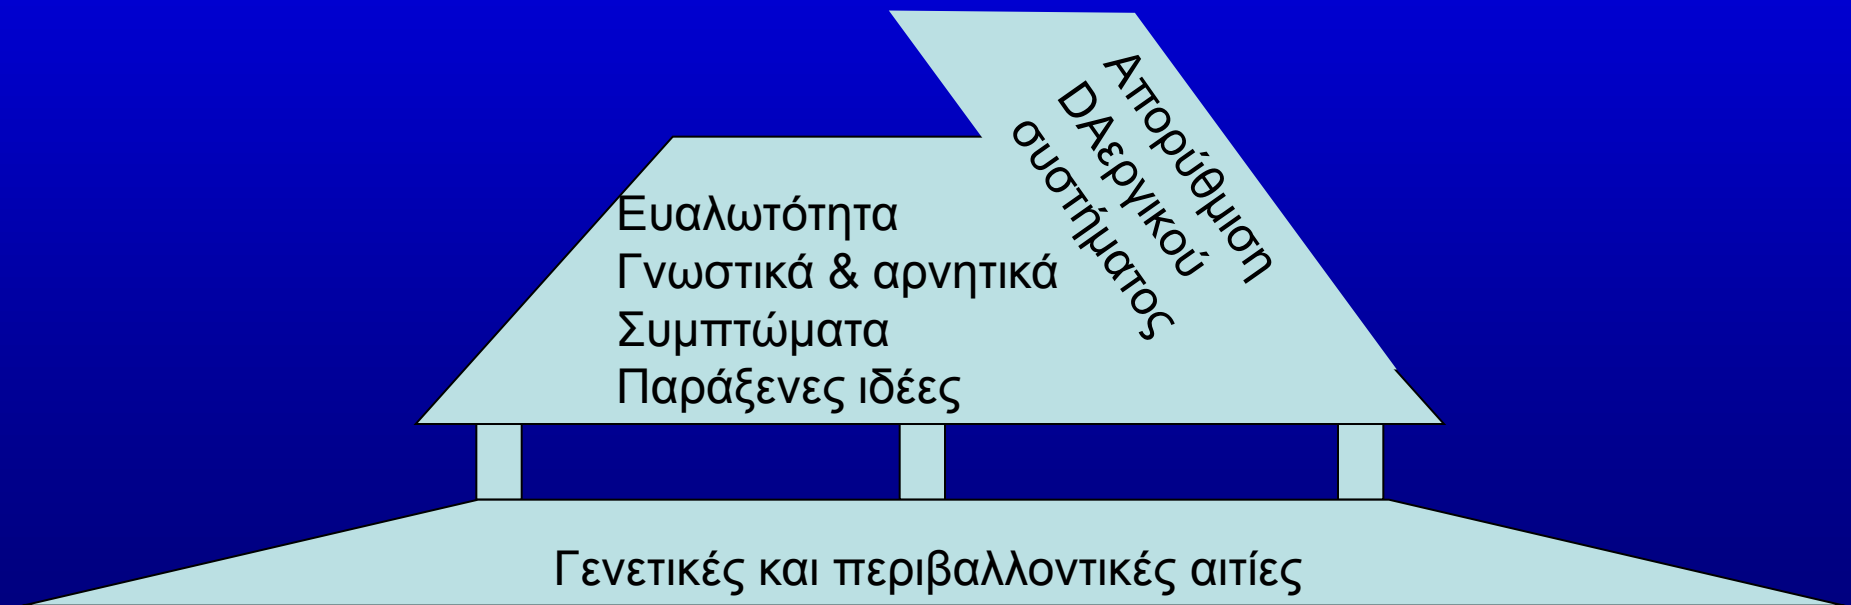 Απορύθμιση
DAεργικού
συστήματος
Ευαλωτότητα
Γνωστικά & αρνητικά
Συμπτώματα
Παράξενες ιδέες
Γενετικές και περιβαλλοντικές αιτίες